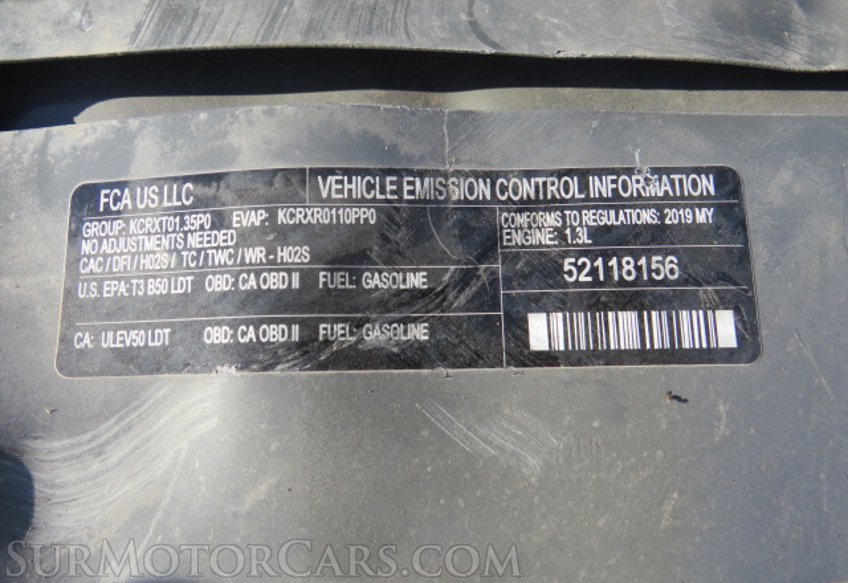 FCA US LLC
VEHICLE EMISSION CONTROL INFORMATION
GROUP: KCRXT01.35P0 EVAP: KCRXR0110PP0
NO ADJUSTMENTS NEEDED
CAC / DFI / H02S / TC / TWC / WR - H02S
U.S. EPA: T3 B50 LDT OBD: CA OBD II FUEL: GASOLINE
CA: ULEV50 LDT OBD: CA OBD II FUEL: GASOLINE
CONFORMS TO REGULATIONS: 2019 MY
ENGINE: 1.3L
52118156
SurMotorCars.com